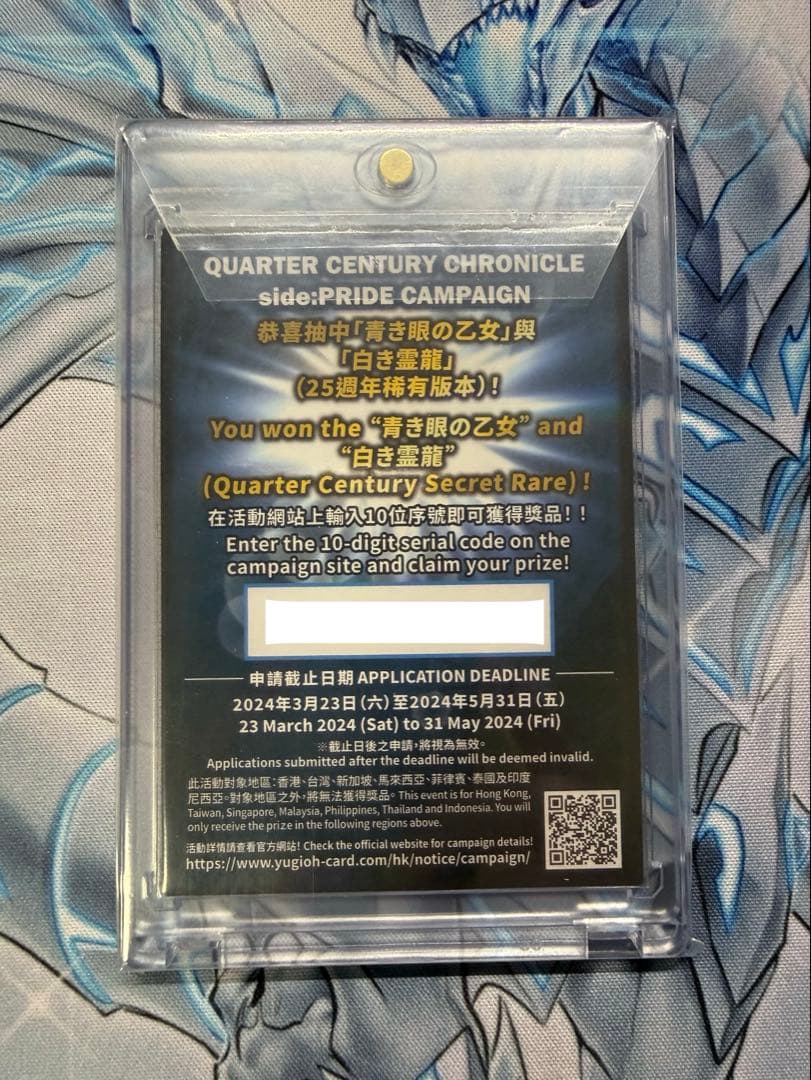 QUARTER CENTURY CHRONICLE
side:PRIDE CAMPAIGN
恭喜抽中「青き眼の乙女」與
「白き霊龍」
（25週年稀有版本）！
You won the “青き眼の乙女” and
“白き霊龍”
(Quarter Century Secret Rare)！
在活動網站上輸入10位序號即可獲得獎品！！
Enter the 10-digit serial code on the
campaign site and claim your prize!
申請截止日期 APPLICATION DEADLINE
2024年3月23日（六）至2024年5月31日（五）
23 March 2024 (Sat) to 31 May 2024 (Fri)
※截止日後之申請，將視為無效。
Applications submitted after the deadline will be deemed invalid.
此活動對象地區：香港、台灣、新加坡、馬來西亞、菲律賓、泰國及印度
尼西亞。對象地區之外，將無法獲得獎品。This event is for Hong Kong,
Taiwan, Singapore, Malaysia, Philippines, Thailand and Indonesia. You will
only receive the prize in the following regions above.
活動詳情請查看官方網站！Check the official website for campaign details!
https://www.yugioh-card.com/hk/notice/campaign/